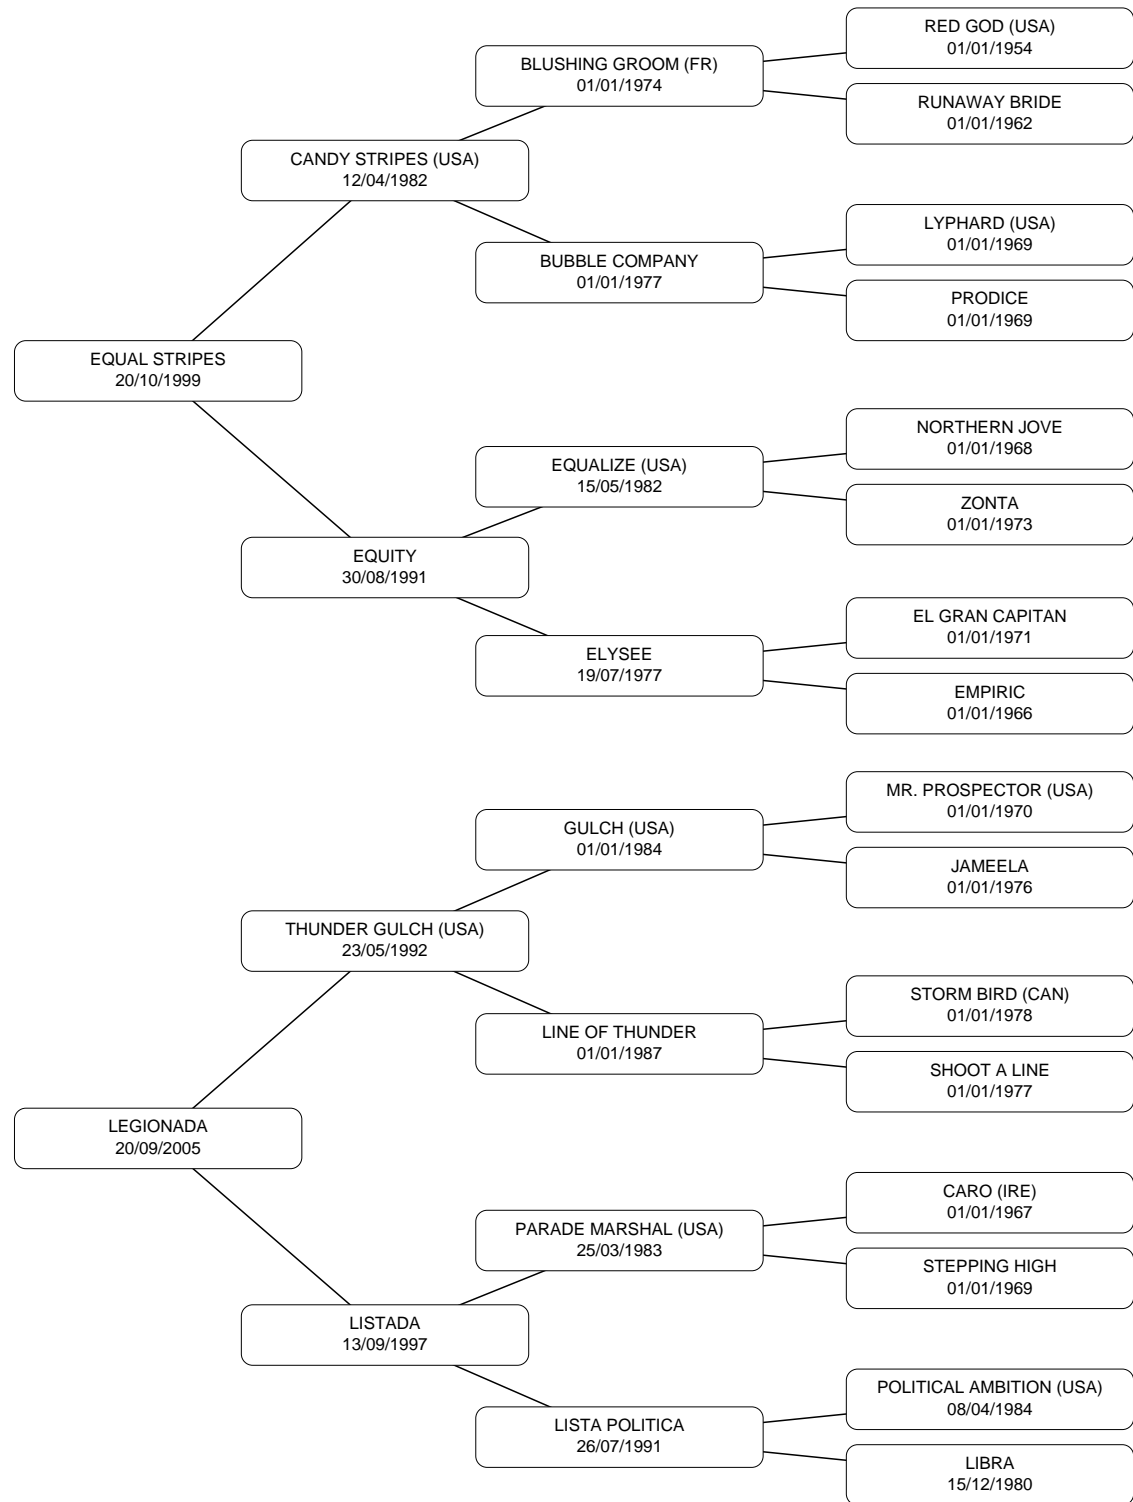 RED GOD (USA)
01/01/1954
BLUSHING GROOM (FR)
01/01/1974
RUNAWAY BRIDE
01/01/1962
CANDY STRIPES (USA)
12/04/1982
LYPHARD (USA)
01/01/1969
BUBBLE COMPANY
01/01/1977
PRODICE
01/01/1969
EQUAL STRIPES
20/10/1999
NORTHERN JOVE
01/01/1968
EQUALIZE (USA)
15/05/1982
ZONTA
01/01/1973
EQUITY
30/08/1991
EL GRAN CAPITAN
01/01/1971
ELYSEE
19/07/1977
EMPIRIC
01/01/1966
MR. PROSPECTOR (USA)
01/01/1970
GULCH (USA)
01/01/1984
JAMEELA
01/01/1976
THUNDER GULCH (USA)
23/05/1992
STORM BIRD (CAN)
01/01/1978
LINE OF THUNDER
01/01/1987
SHOOT A LINE
01/01/1977
LEGIONADA
20/09/2005
CARO (IRE)
01/01/1967
PARADE MARSHAL (USA)
25/03/1983
STEPPING HIGH
01/01/1969
LISTADA
13/09/1997
POLITICAL AMBITION (USA)
08/04/1984
LISTA POLITICA
26/07/1991
LIBRA
15/12/1980